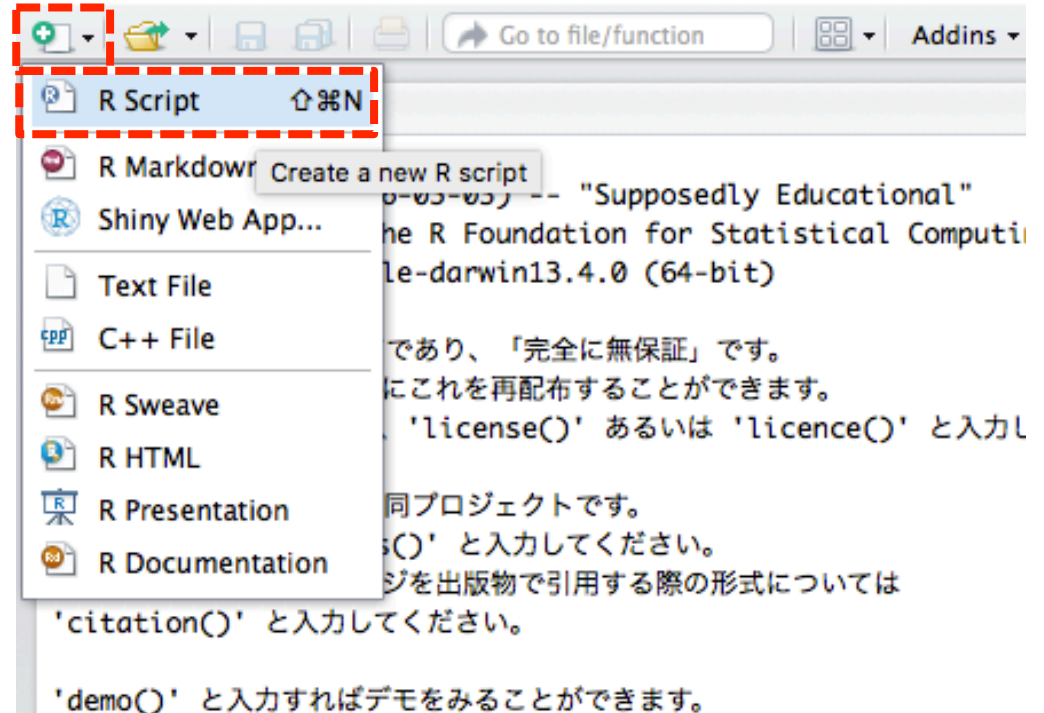 Go to file/function
Addins
R Script ⇧⌘N
R Markdown
Create a new R script
Shiny Web App...
Text File
C++ File
R Sweave
R HTML
R Presentation
R Documentation
-- "Supposedly Educational"
he R Foundation for Statistical Computi
le-darwin13.4.0 (64-bit)
であり、「完全に無保証」です。
にこれを再配布することができます。
、'license()' あるいは 'licence()' と入力し
同プロジェクトです。
s()' と入力してください。
ジを出版物で引用する際の形式については
'citation()' と入力してください。
'demo()' と入力すればデモをみることができます。